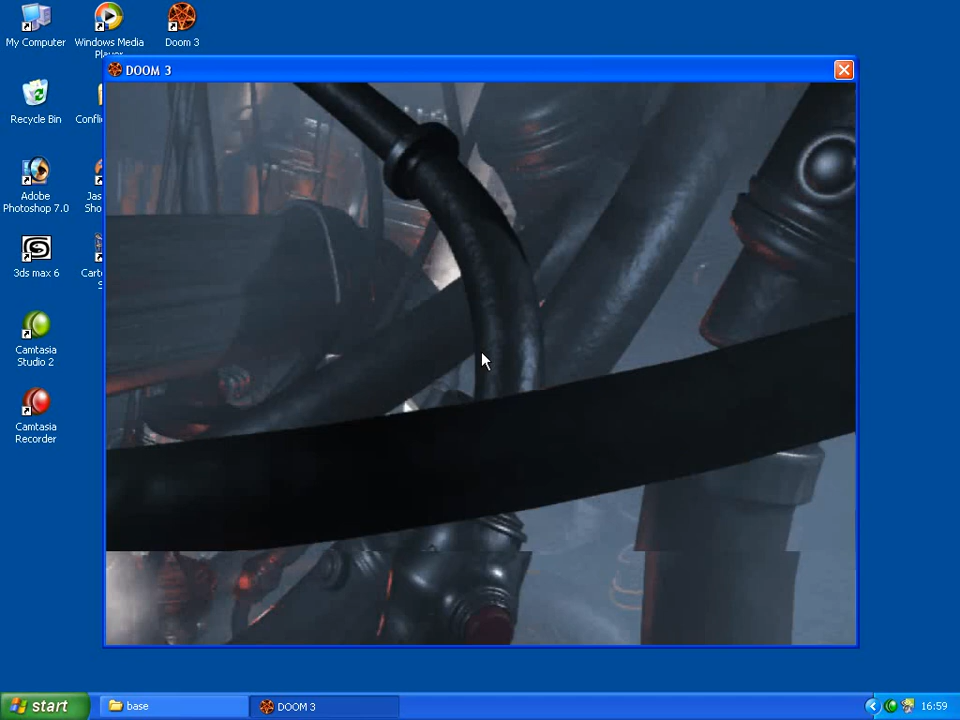 My Computer
Windows Media
Player
Doom 3
DOOM 3
Recycle Bin
Adobe
Photoshop 7.0
3ds max 6
Camtasia
Studio 2
Camtasia
Recorder
start
base
DOOM 3
16:59